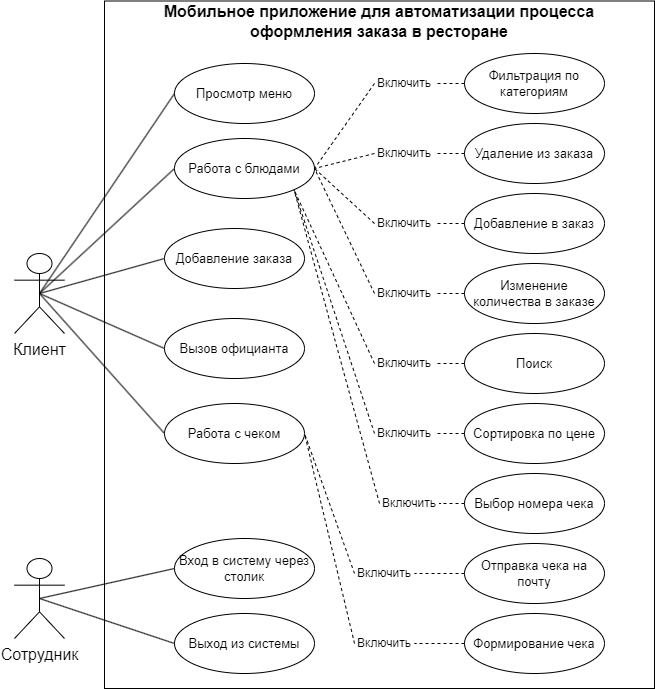 Мобильное приложение для автоматизации процесса
оформления заказа в ресторане
Просмотр меню
Работа с блюдами
Добавление заказа
Вызов официанта
Работа с чеком
Вход в систему через
столик
Выход из системы
Клиент
Сотрудник
Включить
Фильтрация по
категориям
Включить
Удаление из заказа
Включить
Добавление в заказ
Включить
Изменение
количества в заказе
Включить
Поиск
Включить
Сортировка по цене
Включить
Выбор номера чека
Включить
Отправка чека на
почту
Включить
Формирование чека